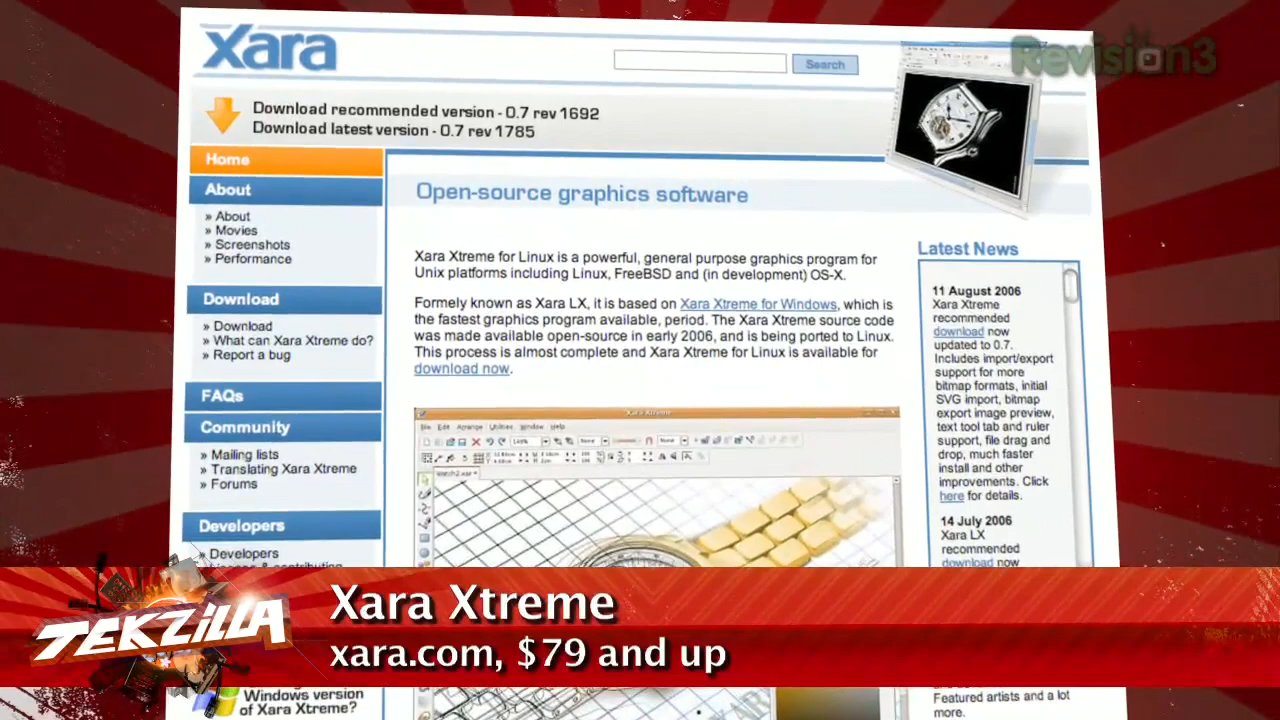 Xara
Search
Revision3
Download recommended version - 0.7 rev 1692
Download latest version - 0.7 rev 1785
Home
About
» About
» Movies
» Screenshots
» Performance
Download
» Download
» What can Xara Xtreme do?
» Report a bug
FAQs
Community
» Mailing lists
» Translating Xara Xtreme
» Forums
Developers
» Developers
Windows version
of Xara Xtreme?
Open-source graphics software
Xara Xtreme for Linux is a powerful, general purpose graphics program for
Unix platforms including Linux, FreeBSD and (in development) OS-X.
Formely known as Xara LX, it is based on Xara Xtreme for Windows, which is
the fastest graphics program available, period. The Xara Xtreme source code
was made available open-source in early 2006, and is being ported to Linux.
This process is almost complete and Xara Xtreme for Linux is available for
download now.
Xara Xtreme
File Edit Arrange Utilities Window Help
Latest News
11 August 2006
Xara Xtreme
recommended
download now
updated to 0.7.
Includes import/export
support for more
bitmap formats, initial
SVG import, bitmap
export image preview,
text tool tab and ruler
support, file drag and
drop, much faster
install and other
improvements. Click
here for details.
14 July 2006
Xara LX
recommended
download now
Featured artists and a lot
more.
TEKZILLA
Xara Xtreme
xara.com, $79 and up